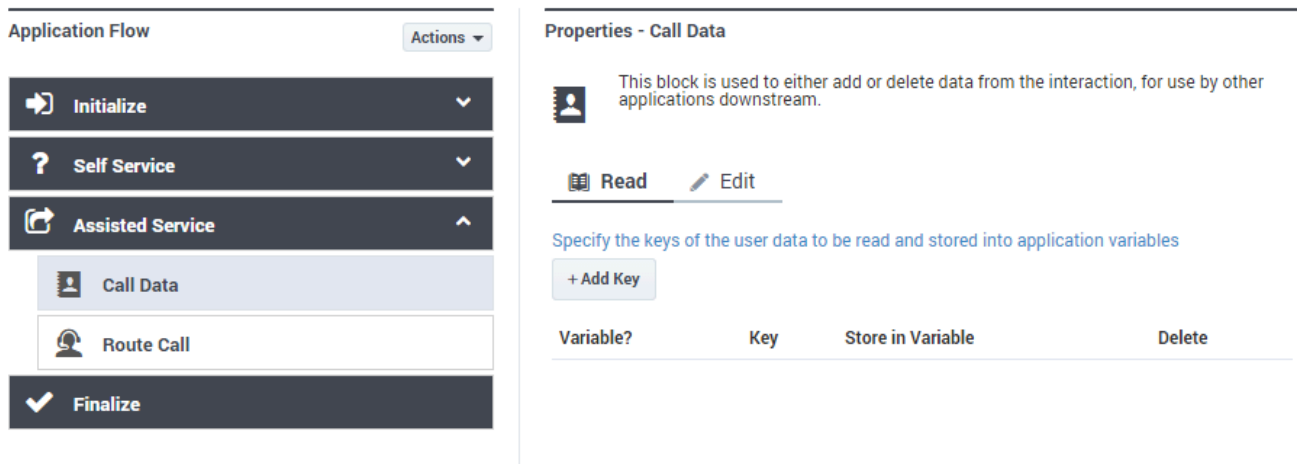 Application Flow
Actions
Initialize
Self Service
Assisted Service
Call Data
Route Call
Finalize
Properties - Call Data
This block is used to either add or delete data from the interaction, for use by other
applications downstream.
Read Edit
Specify the keys of the user data to be read and stored into application variables
+ Add Key
Variable? Key Store in Variable Delete